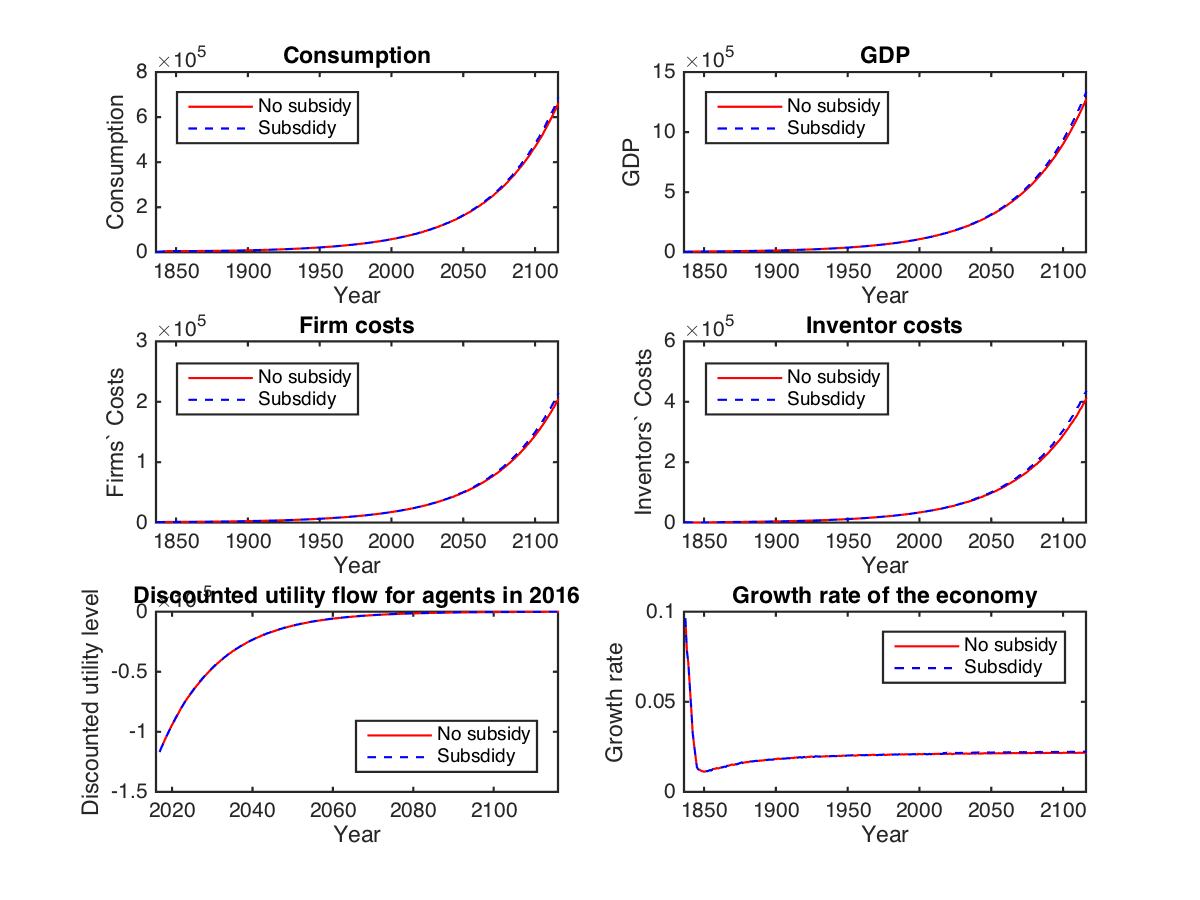 Consumption
×10^5
8
6
4
2
0
Consumption
No subsidy
Subsdidy
1850 1900 1950 2000 2050 2100
Year
GDP
×10^5
15
10
5
0
GDP
No subsidy
Subsdidy
1850 1900 1950 2000 2050 2100
Year
Firm costs
×10^5
3
2
1
0
Firms` Costs
No subsidy
Subsdidy
1850 1900 1950 2000 2050 2100
Year
Inventor costs
×10^5
6
4
2
0
Inventors` Costs
No subsidy
Subsdidy
1850 1900 1950 2000 2050 2100
Year
Discounted utility flow for agents in 2016
0
-0.5
-1
-1.5
Discounted utility level
No subsidy
Subsdidy
2020 2040 2060 2080 2100
Year
Growth rate of the economy
0.1
0.05
0
Growth rate
No subsidy
Subsdidy
1850 1900 1950 2000 2050 2100
Year